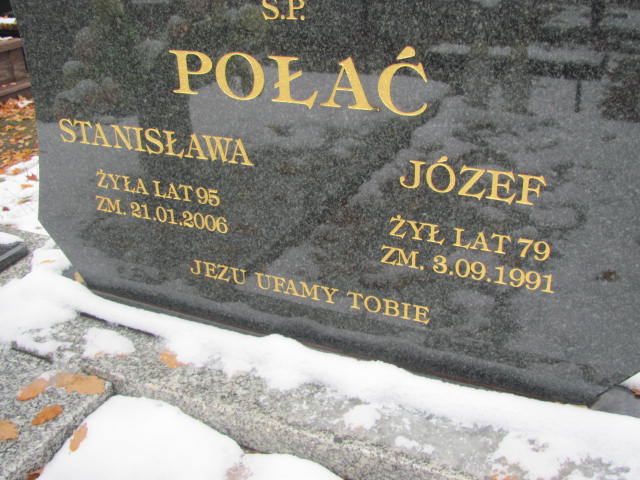 Ś.P.
POŁAĆ
STANISŁAWA
ŻYŁA LAT 95
ZM. 21.01.2006
JÓZEF
ŻYŁ LAT 79
ZM. 3.09.1991
JEZU UFAMY TOBIE